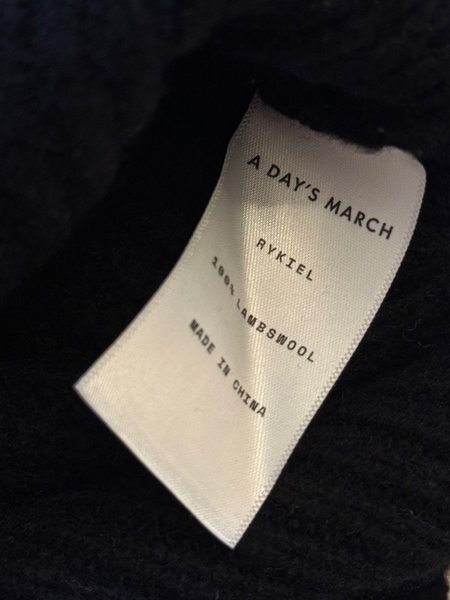 A DAY'S MARCH
RYKIEL
100% LAMBSWOOL
MADE IN CHINA